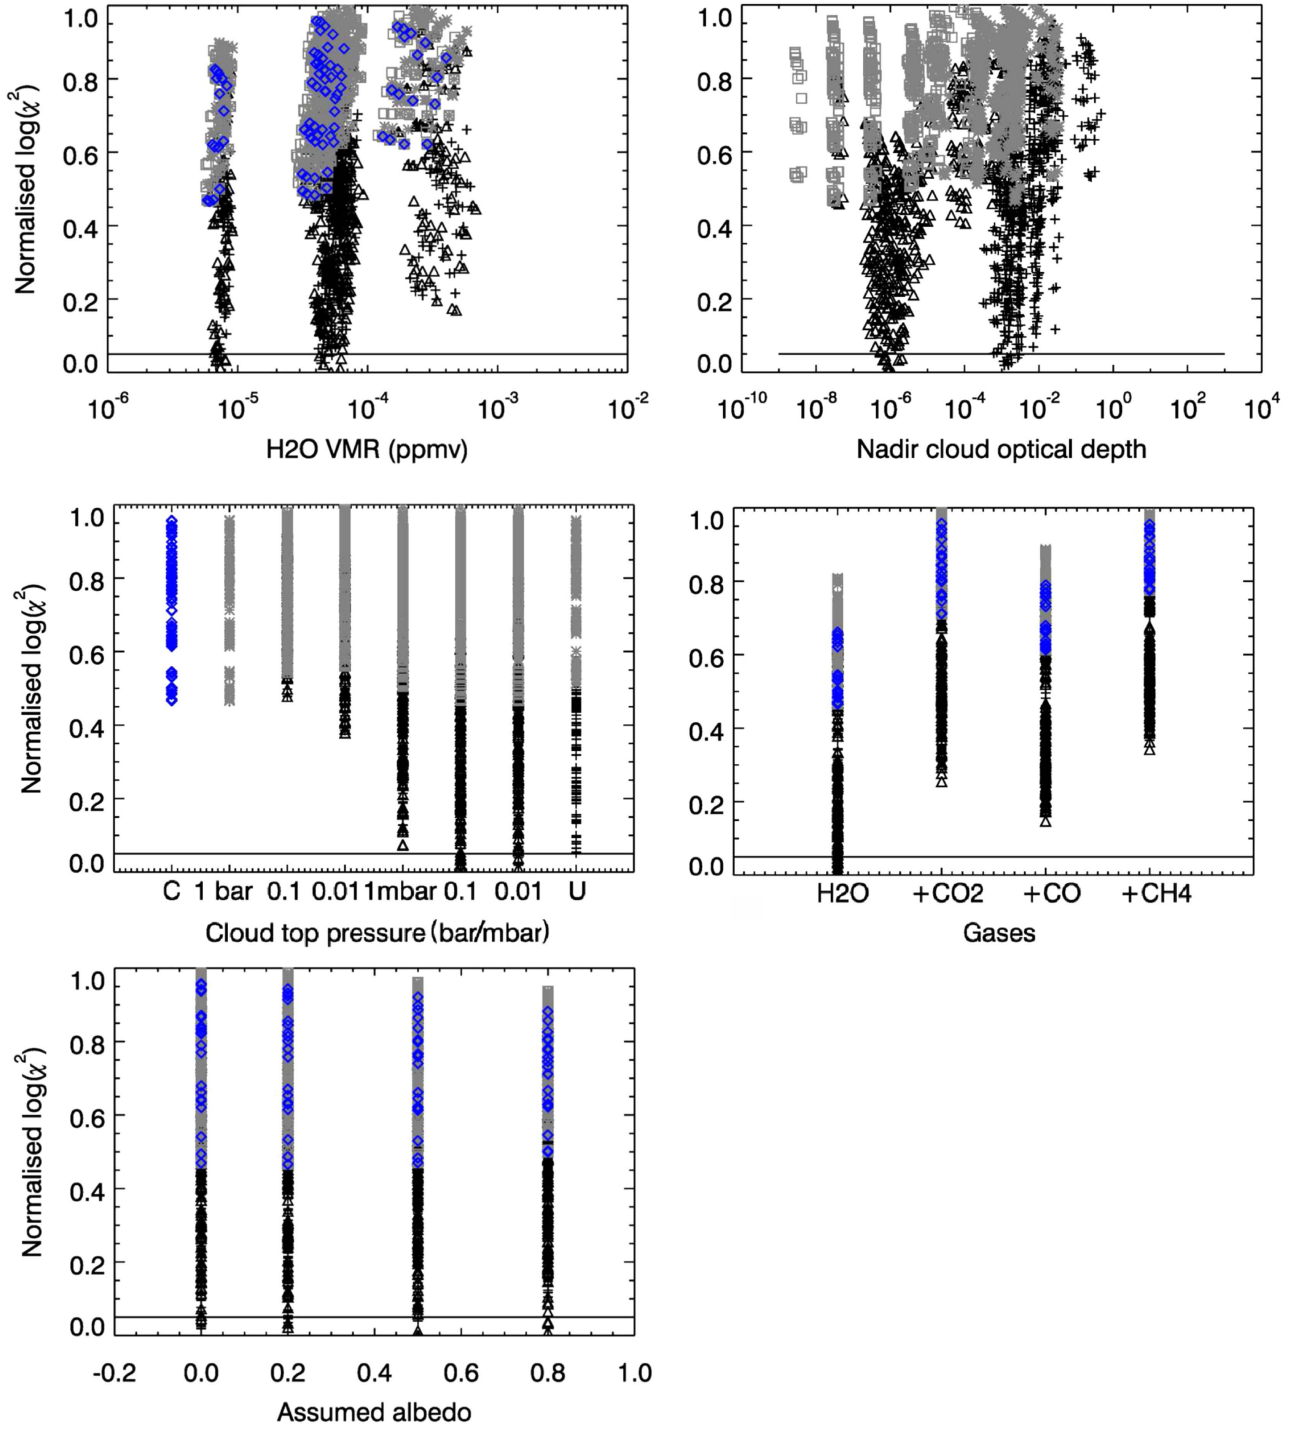 Normalised log(χ²)
1.0
0.8
0.6
0.4
0.2
0.0
10⁻⁶ 10⁻⁵ 10⁻⁴ 10⁻³ 10⁻²
H2O VMR (ppmv)
Normalised log(χ²)
1.0
0.8
0.6
0.4
0.2
0.0
10⁻¹⁰ 10⁻⁸ 10⁻⁶ 10⁻⁴ 10⁻² 10⁰ 10² 10⁴
Nadir cloud optical depth
Normalised log(χ²)
1.0
0.8
0.6
0.4
0.2
0.0
C 1 bar 0.1 0.01 1mbar 0.1 0.01 U
Cloud top pressure (bar/mbar)
Normalised log(χ²)
1.0
0.8
0.6
0.4
0.2
0.0
H2O +CO2 +CO +CH4
Gases
Normalised log(χ²)
1.0
0.8
0.6
0.4
0.2
0.0
-0.2 0.0 0.2 0.4 0.6 0.8 1.0
Assumed albedo